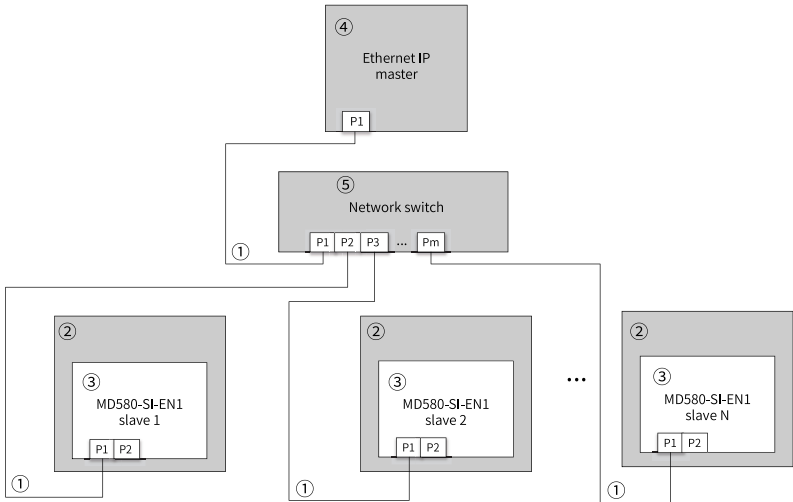 ④
Ethernet IP
master
P1
⑤
Network switch
P1 P2 P3 ... Pm
①
②
③
MD580-SI-EN1
slave 1
P1 P2
①
②
③
MD580-SI-EN1
slave 2
P1 P2
①
...
②
③
MD580-SI-EN1
slave N
P1 P2
①